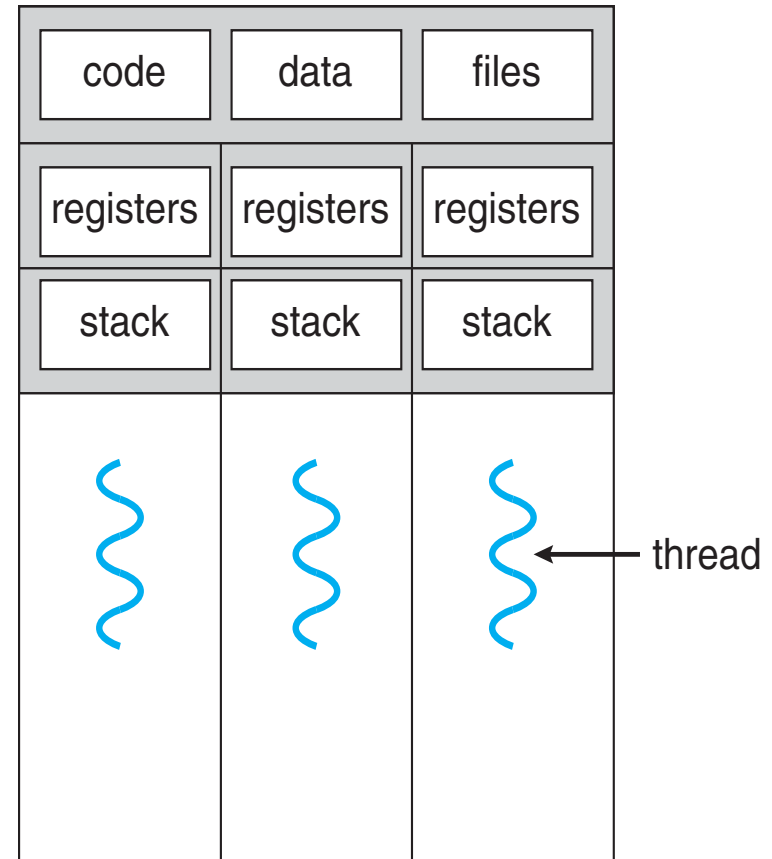 code data files
registers registers registers
stack stack stack
thread